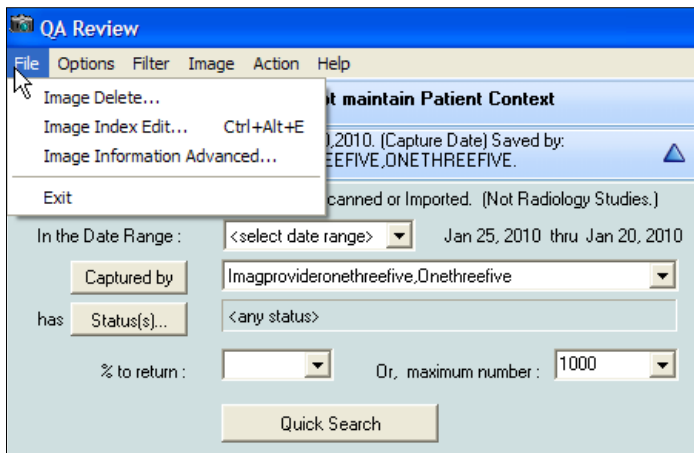 QA Review
File Options Filter Image Action Help
Image Delete...
Image Index Edit... Ctrl+Alt+E
Image Information Advanced...
Exit
maintain Patient Context
,2010. (Capture Date) Saved by:
EEFIVE,ONETHREEFIVE.
canned or Imported. (Not Radiology Studies.)
In the Date Range : <select date range> Jan 25, 2010 thru Jan 20, 2010
Captured by Imagprovideronethreefive,Onethreefive
has Status(s)... <any status>
% to return : Or, maximum number : 1000
Quick Search